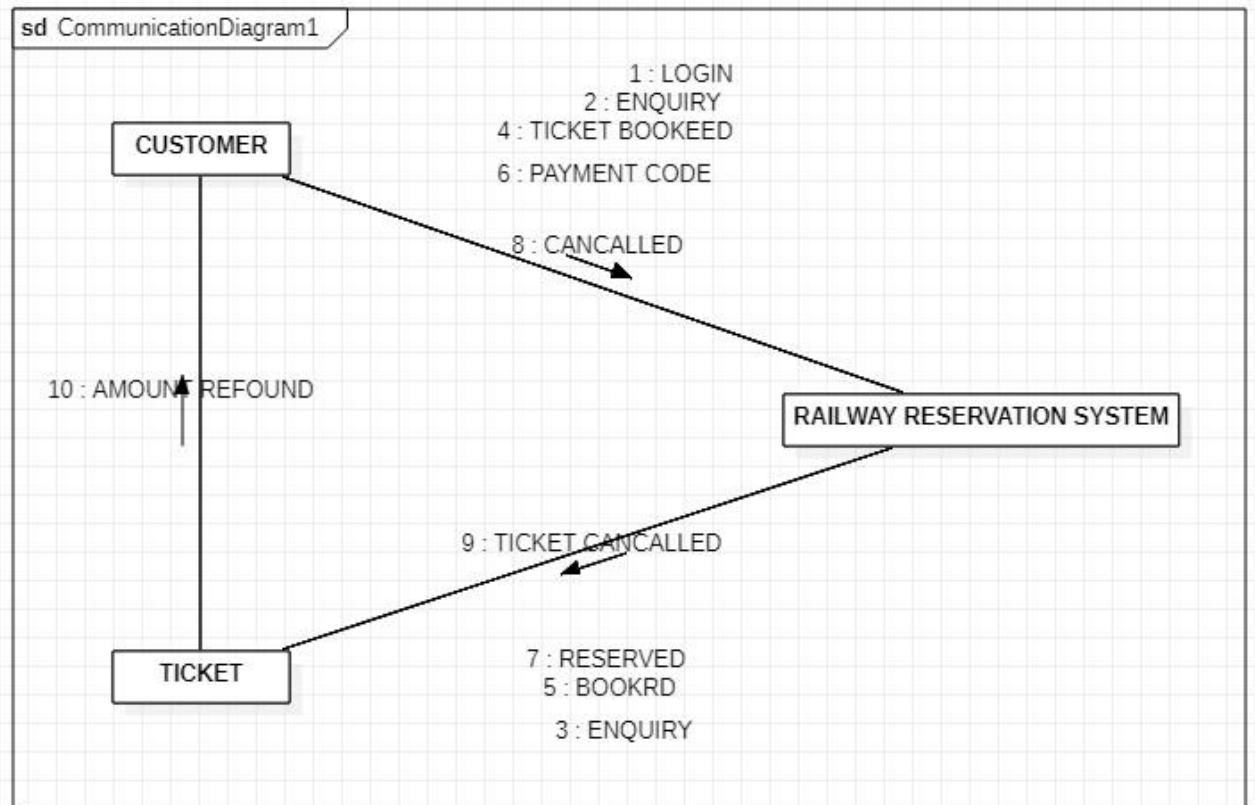 sd CommunicationDiagram1
1 : LOGIN
2 : ENQUIRY
4 : TICKET BOOKEED
CUSTOMER
6 : PAYMENT CODE
8 : CANCALLED
10 : AMOUNT REFOUND
RAILWAY RESERVATION SYSTEM
9 : TICKET CANCALLED
7 : RESERVED
TICKET
5 : BOOKRD
3 : ENQUIRY